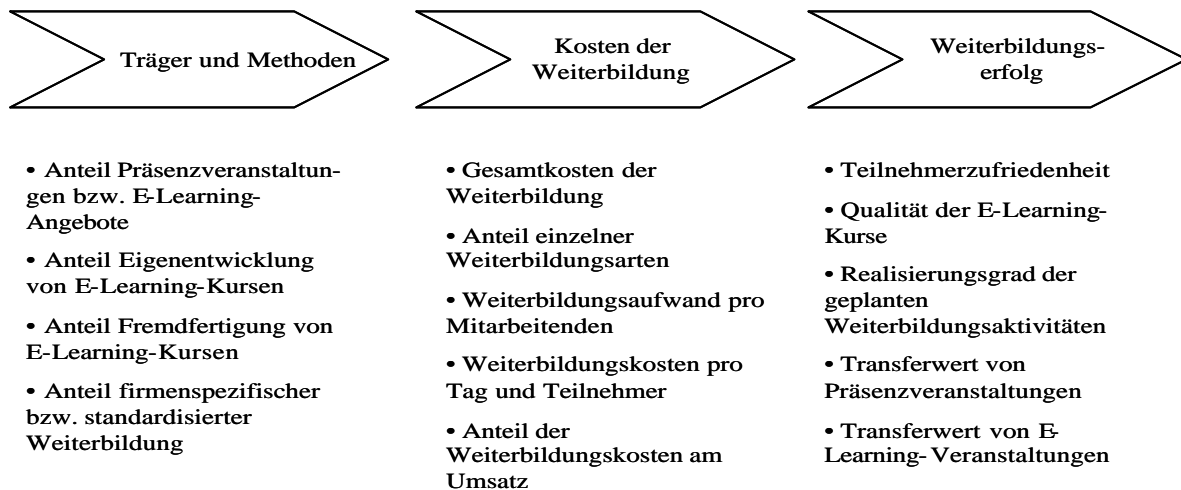 Träger und Methoden
Kosten der
Weiterbildung
Weiterbildungs-
erfolg
• Anteil Präsenzveranstaltun-
gen bzw. E-Learning-
Angebote
• Anteil Eigenentwicklung
von E-Learning-Kursen
• Anteil Fremdfertigung von
E-Learning-Kursen
• Anteil firmenspezifischer
bzw. standardisierter
Weiterbildung
• Gesamtkosten der
Weiterbildung
• Anteil einzelner
Weiterbildungsarten
• Weiterbildungsaufwand pro
Mitarbeitenden
• Weiterbildungskosten pro
Tag und Teilnehmer
• Anteil der
Weiterbildungskosten am
Umsatz
• Teilnehmerzufriedenheit
• Qualität der E-Learning-
Kurse
• Realisierungsgrad der
geplanten
Weiterbildungsaktivitäten
• Transferwert von
Präsenzveranstaltungen
• Transferwert von E-
Learning-Veranstaltungen